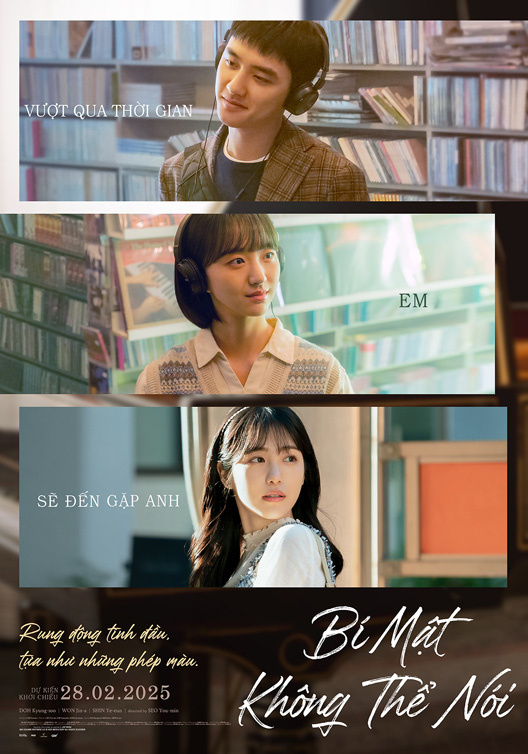 VƯỢT QUA THỜI GIAN
EM
SẼ ĐẾN GẶP ANH
Rung động tình đầu,
tựa như những phép màu.
DỰ KIẾN
KHỞI CHIẾU
28.02.2025
DOH Kyung-soo | WON Jin-a | SHIN Ye-eun | directed by SEO You-min
Bí Mật
Không Thể Nói